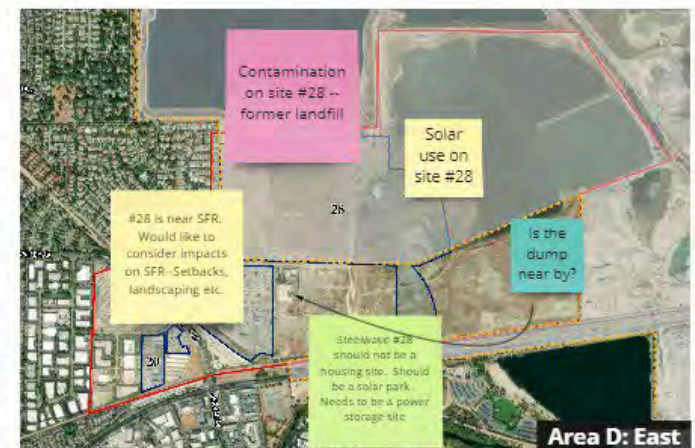 Contamination
on site #28 --
former landfill
Solar
use on
site #28
#28 is near SFR.
Would like to
consider impacts
on SFR--Setbacks,
landscaping etc.
28
Is the
dump
near by?
Steelwave #28
should not be a
housing site. Should
be a solar park.
Needs to be a power
storage site
Area D: East